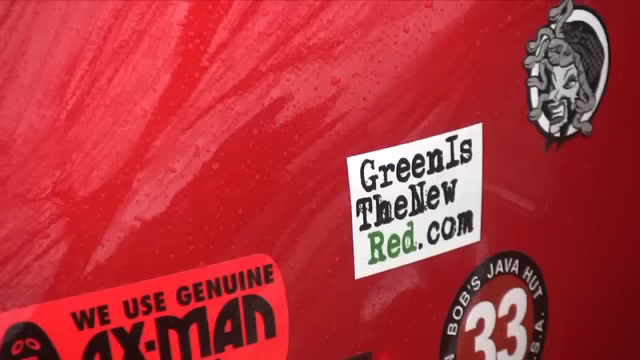 GreenIs
TheNew
Red.com
WE USE GENUINE
AX-MAN
BOB'S JAVA HUT
33
U.S.A.